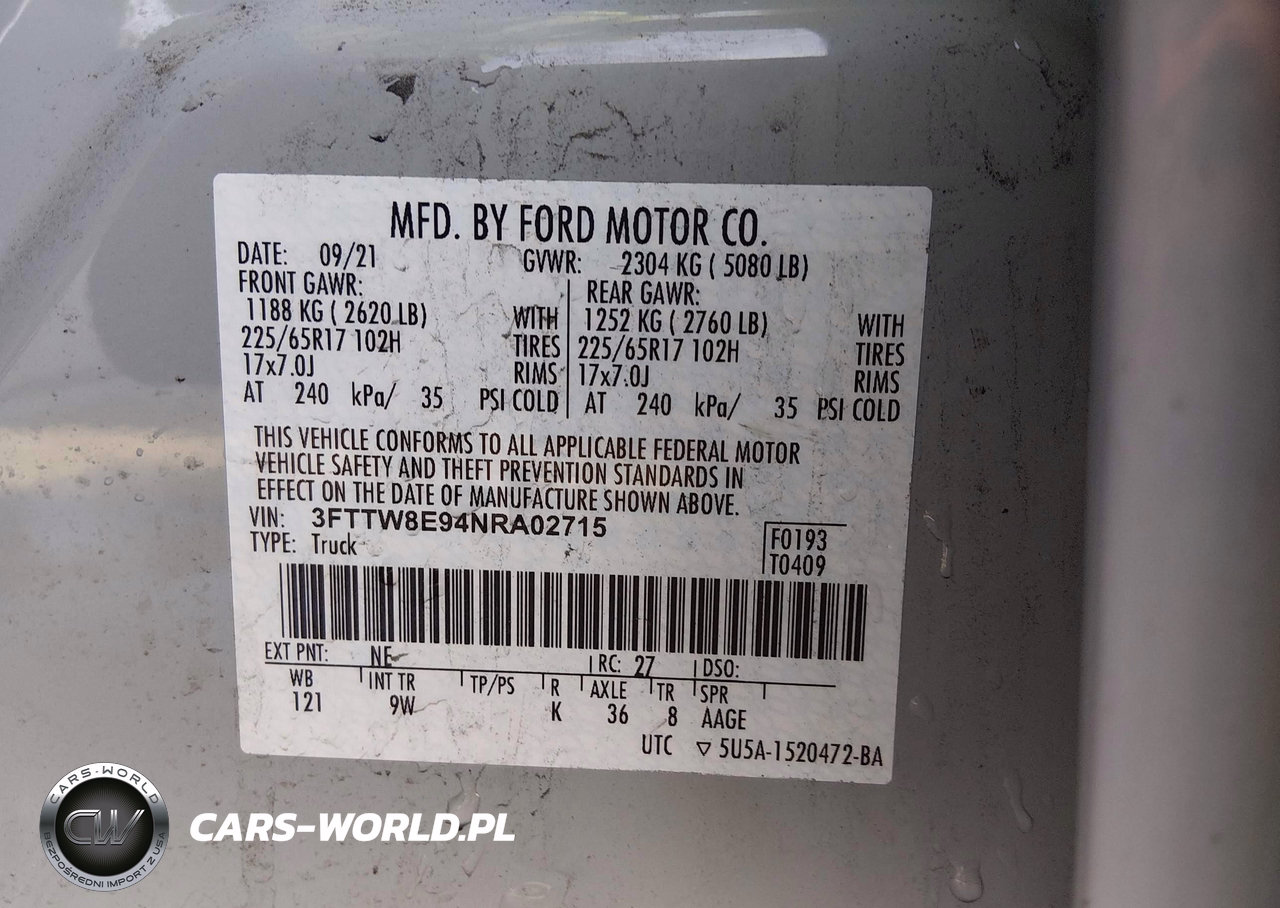 MFD. BY FORD MOTOR CO.
DATE: 09/21 GVWR: 2304 KG ( 5080 LB)
FRONT GAWR: REAR GAWR:
1188 KG ( 2620 LB) WITH 1252 KG ( 2760 LB) WITH
225/65R17 102H TIRES 225/65R17 102H TIRES
17x7.0J RIMS 17x7.0J RIMS
AT 240 kPa/ 35 PSI COLD AT 240 kPa/ 35 PSI COLD
THIS VEHICLE CONFORMS TO ALL APPLICABLE FEDERAL MOTOR
VEHICLE SAFETY AND THEFT PREVENTION STANDARDS IN
EFFECT ON THE DATE OF MANUFACTURE SHOWN ABOVE.
VIN: 3FTTW8E94NRA02715
TYPE: Truck
F0193
T0409
EXT PNT: NE RC: 27 DSO:
WB INT TR TP/PS R AXLE TR SPR
121 9W K 36 8 AAGE
UTC ▽ 5U5A-1520472-BA
CARS-WORLD
CW
BEZPOŚREDNI IMPORT Z USA
CARS-WORLD.PL